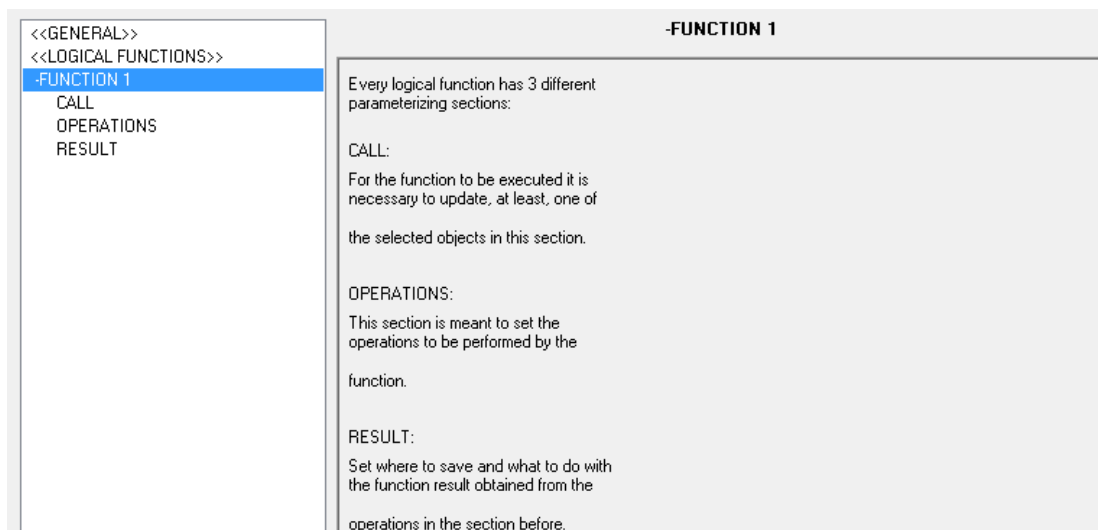 <<GENERAL>>
<<LOGICAL FUNCTIONS>>
-FUNCTION 1
CALL
OPERATIONS
RESULT
-FUNCTION 1
Every logical function has 3 different
parameterizing sections:
CALL:
For the function to be executed it is
necessary to update, at least, one of
the selected objects in this section.
OPERATIONS:
This section is meant to set the
operations to be performed by the
function.
RESULT:
Set where to save and what to do with
the function result obtained from the
operations in the section before.